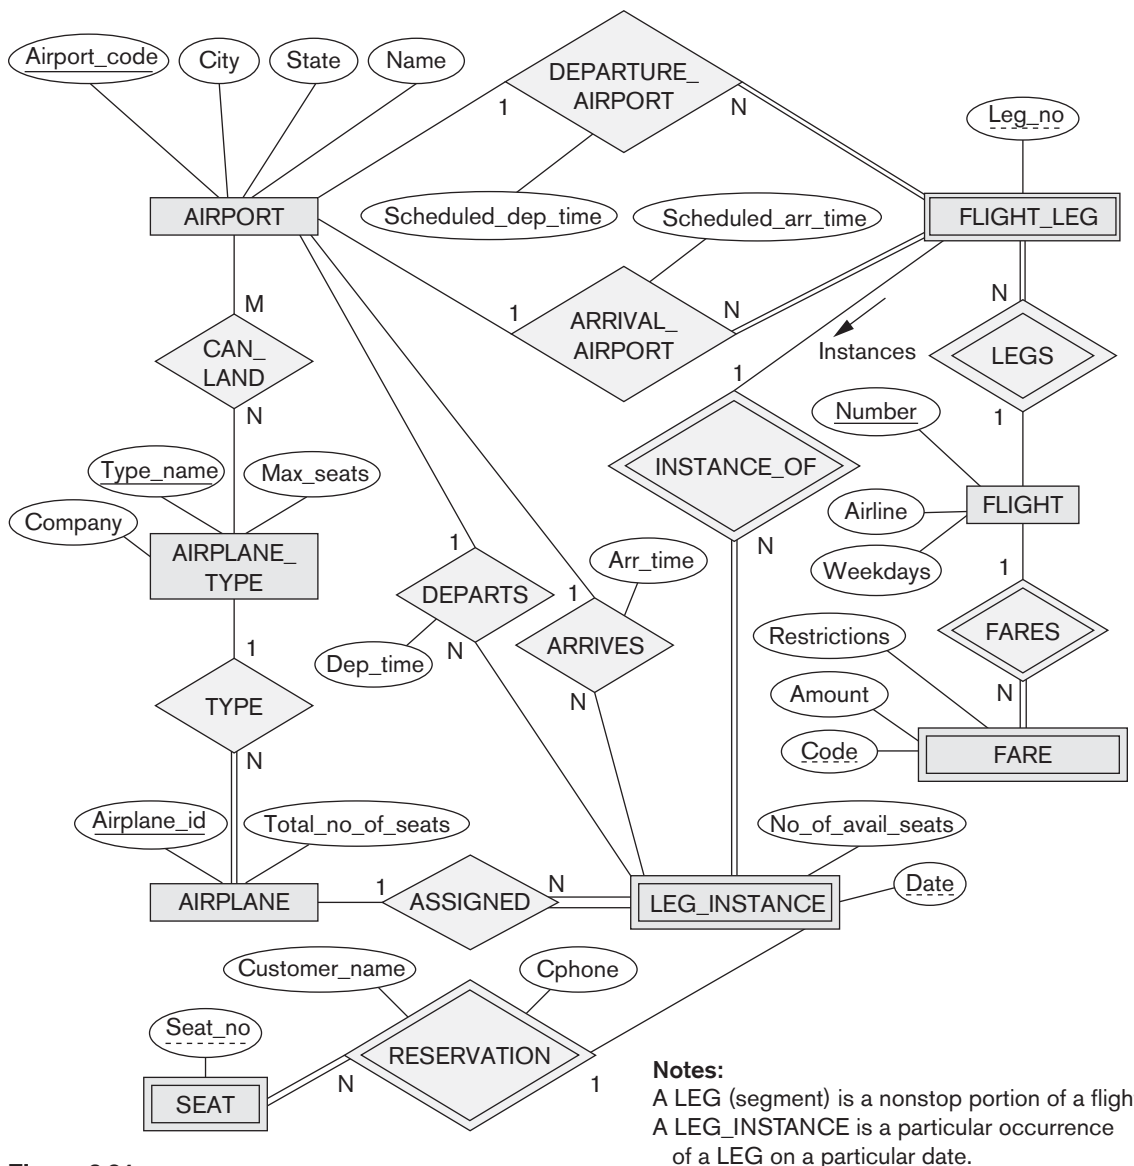 Airport_code
City
State
Name
DEPARTURE_
AIRPORT
1
N
Leg_no
Scheduled_dep_time
Scheduled_arr_time
AIRPORT
FLIGHT_LEG
M
1
ARRIVAL_
AIRPORT
N
N
Instances
CAN_
LAND
LEGS
1
N
Number
1
Type_name
Max_seats
INSTANCE_OF
Company
Airline
FLIGHT
AIRPLANE_
TYPE
1
Arr_time
N
Weekdays
1
DEPARTS
1
FARES
Restrictions
ARRIVES
1
N
Dep_time
TYPE
N
Amount
N
N
Code
FARE
Airplane_id
Total_no_of_seats
No_of_avail_seats
AIRPLANE
1
ASSIGNED
N
LEG_INSTANCE
Date
Customer_name
Cphone
Seat_no
RESERVATION
N
1
SEAT
Notes:
A LEG (segment) is a nonstop portion of a fligh
A LEG_INSTANCE is a particular occurrence
of a LEG on a particular date.